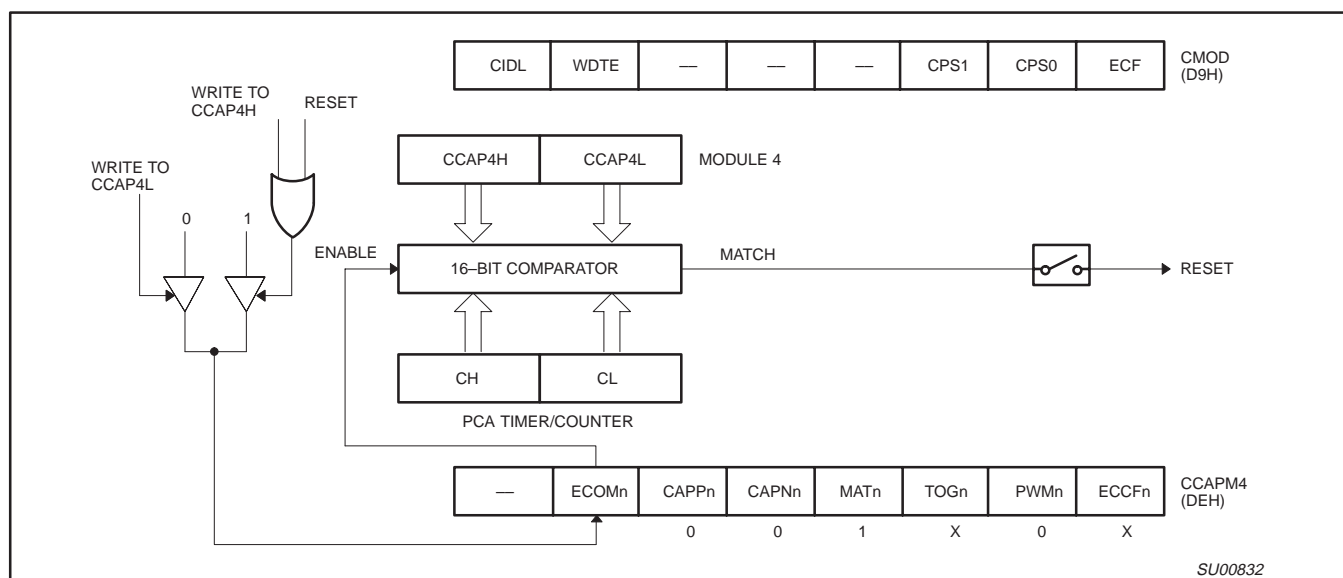 CIDL WDTE — — — CPS1 CPS0 ECF
CMOD
(D9H)
WRITE TO
CCAP4H
RESET
WRITE TO
CCAP4L
CCAP4H CCAP4L
MODULE 4
0 1
ENABLE
16–BIT COMPARATOR
MATCH
RESET
CH CL
PCA TIMER/COUNTER
— ECOMn CAPPn CAPNn MATn TOGn PWMn ECCFn
CCAPM4
(DEH)
0 0 1 X 0 X
SU00832